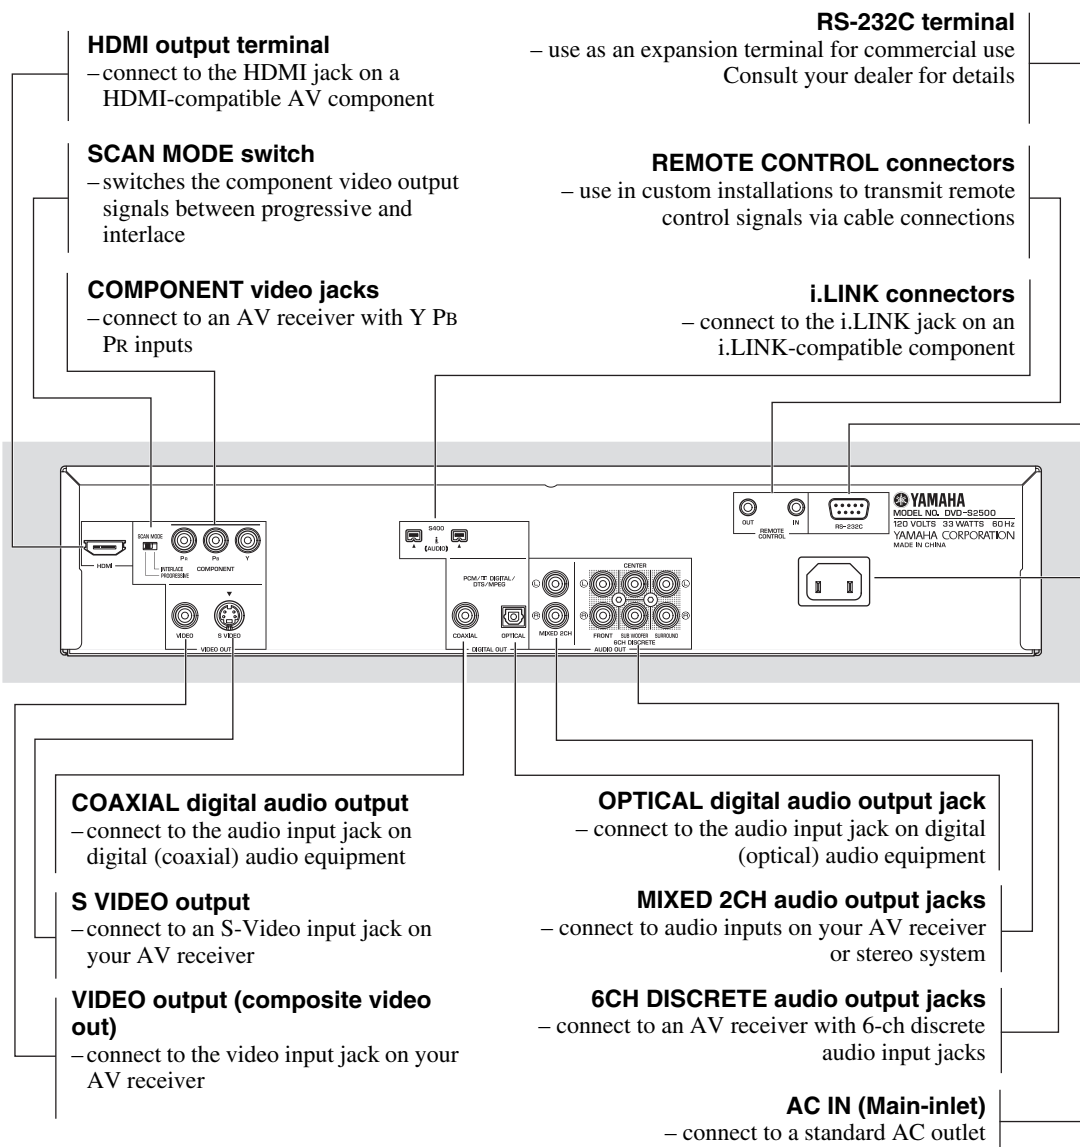 HDMI output terminal
– connect to the HDMI jack on a
HDMI-compatible AV component
SCAN MODE switch
– switches the component video output
signals between progressive and
interlace
COMPONENT video jacks
– connect to an AV receiver with Y PB
PR inputs
RS-232C terminal
– use as an expansion terminal for commercial use
Consult your dealer for details
REMOTE CONTROL connectors
– use in custom installations to transmit remote
control signals via cable connections
i.LINK connectors
– connect to the i.LINK jack on an
i.LINK-compatible component
HDMI
SCAN MODE
INTERLACE
PROGRESSIVE
PR
PB
Y
COMPONENT
VIDEO
S VIDEO
VIDEO OUT
S400
i
(AUDIO)
PCM/DIGITAL/
DTS/MPEG
COAXIAL
OPTICAL
DIGITAL OUT
L
R
MIXED 2CH
CENTER
L
L
R
R
FRONT
SUB WOOFER
SURROUND
6CH DISCRETE
AUDIO OUT
OUT
REMOTE
CONTROL
IN
RS-232C
YAMAHA
MODEL NO. DVD-S2500
120 VOLTS 33 WATTS 60 Hz
YAMAHA CORPORATION
MADE IN CHINA
COAXIAL digital audio output
– connect to the audio input jack on
digital (coaxial) audio equipment
S VIDEO output
– connect to an S-Video input jack on
your AV receiver
VIDEO output (composite video
out)
– connect to the video input jack on your
AV receiver
OPTICAL digital audio output jack
– connect to the audio input jack on digital
(optical) audio equipment
MIXED 2CH audio output jacks
– connect to audio inputs on your AV receiver
or stereo system
6CH DISCRETE audio output jacks
– connect to an AV receiver with 6-ch discrete
audio input jacks
AC IN (Main-inlet)
– connect to a standard AC outlet